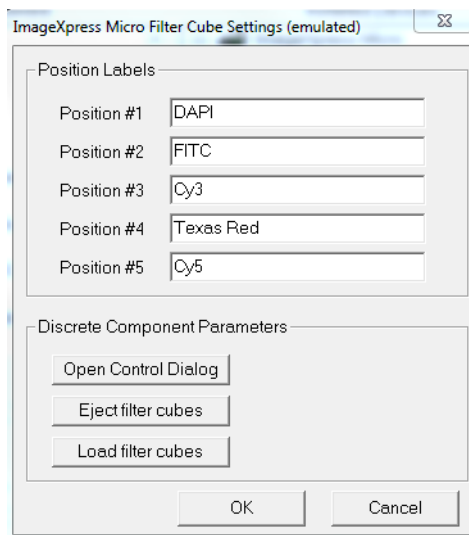 ImageXpress Micro Filter Cube Settings (emulated)
Position Labels
Position #1 DAPI
Position #2 FITC
Position #3 Cy3
Position #4 Texas Red
Position #5 Cy5
Discrete Component Parameters
Open Control Dialog
Eject filter cubes
Load filter cubes
OK Cancel